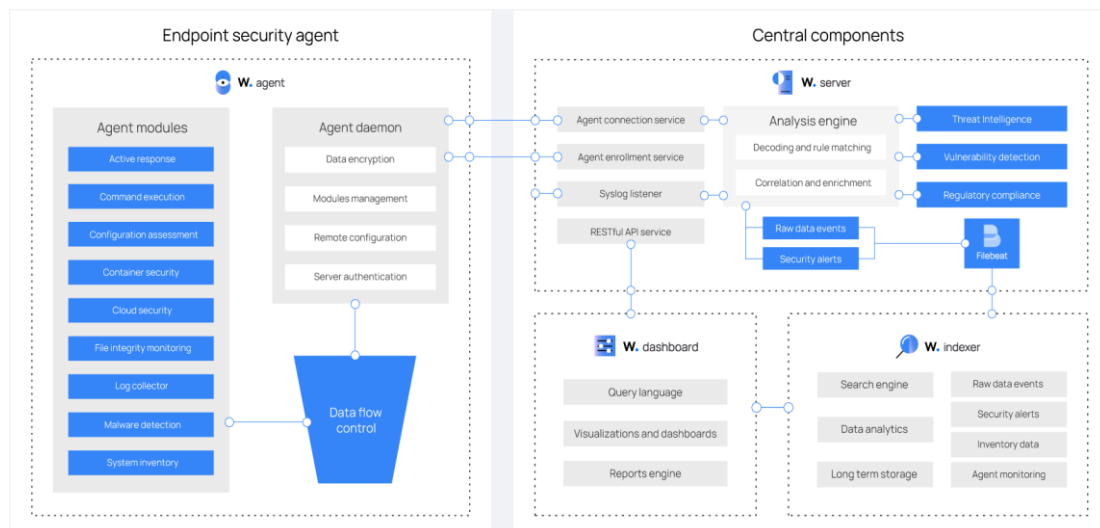 Endpoint security agent
W. agent
Agent modules
Active response
Command execution
Configuration assessment
Container security
Cloud security
File integrity monitoring
Log collector
Malware detection
System inventory
Agent daemon
Data encryption
Modules management
Remote configuration
Server authentication
Data flow
control
Central components
W. server
Agent connection service
Agent enrollment service
Syslog listener
RESTful API service
Analysis engine
Decoding and rule matching
Correlation and enrichment
Threat Intelligence
Vulnerability detection
Regulatory compliance
Raw data events
Security alerts
Filebeat
W. dashboard
Query language
Visualizations and dashboards
Reports engine
W. indexer
Search engine
Data analytics
Long term storage
Raw data events
Security alerts
Inventory data
Agent monitoring